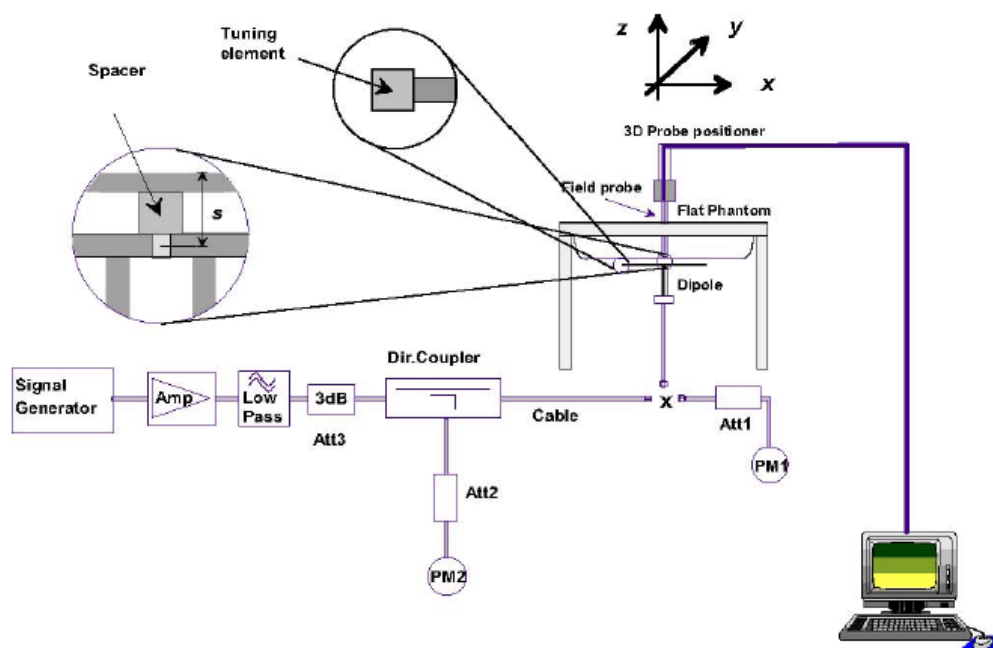 Tuning
element
Spacer
z
y
x
s
3D Probe positioner
Field probe
Flat Phantom
Dipole
Dir.Coupler
Signal
Generator
Amp
Low
Pass
3dB
Att3
Cable
X
Att1
PM1
Att2
PM2